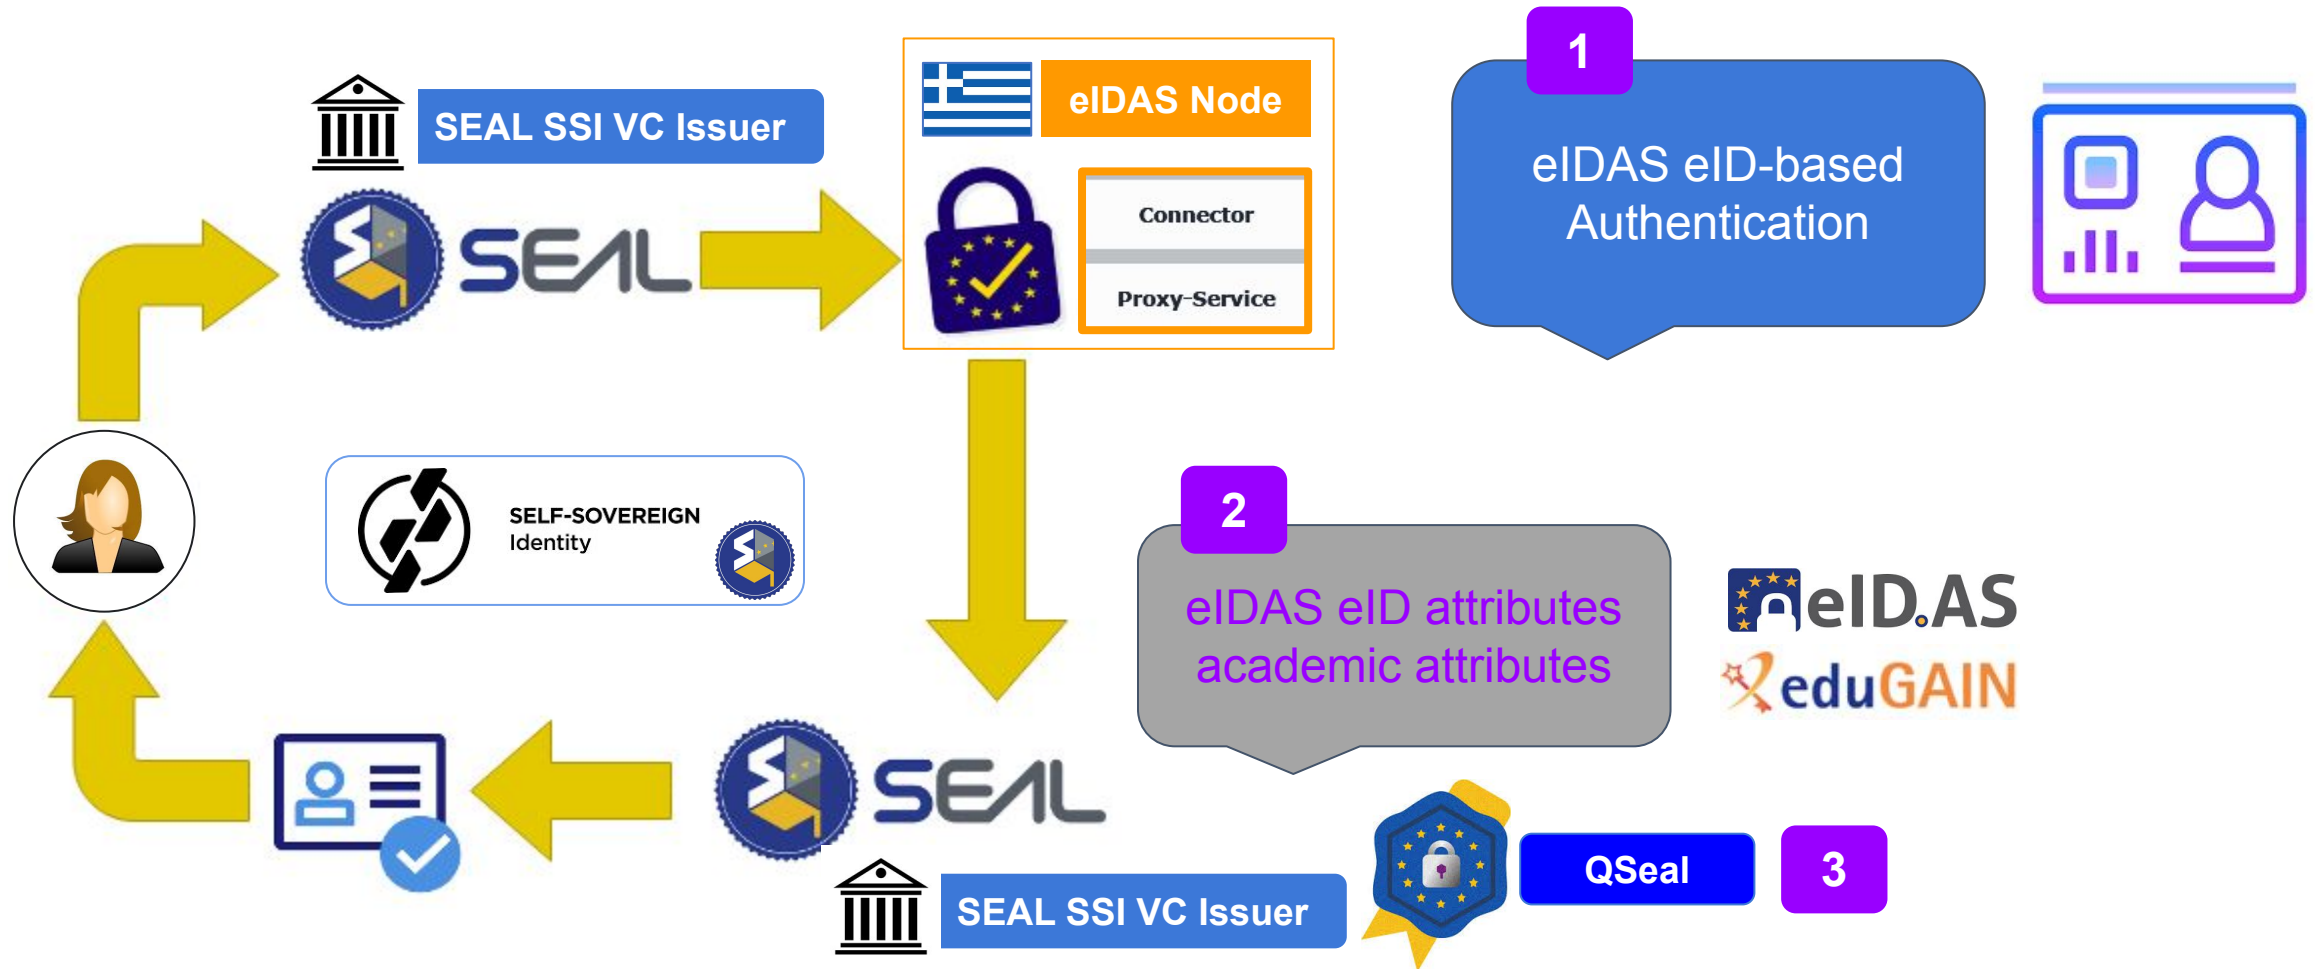 1
eIDAS Node
SEAL SSI VC Issuer
eIDAS eID-based
Authentication
Connector
SEAL
Proxy-Service
2
SELF-SOVEREIGN
Identity
eIDAS eID attributes
academic attributes
eID.AS
eduGAIN
SEAL
QSeal
3
SEAL SSI VC Issuer